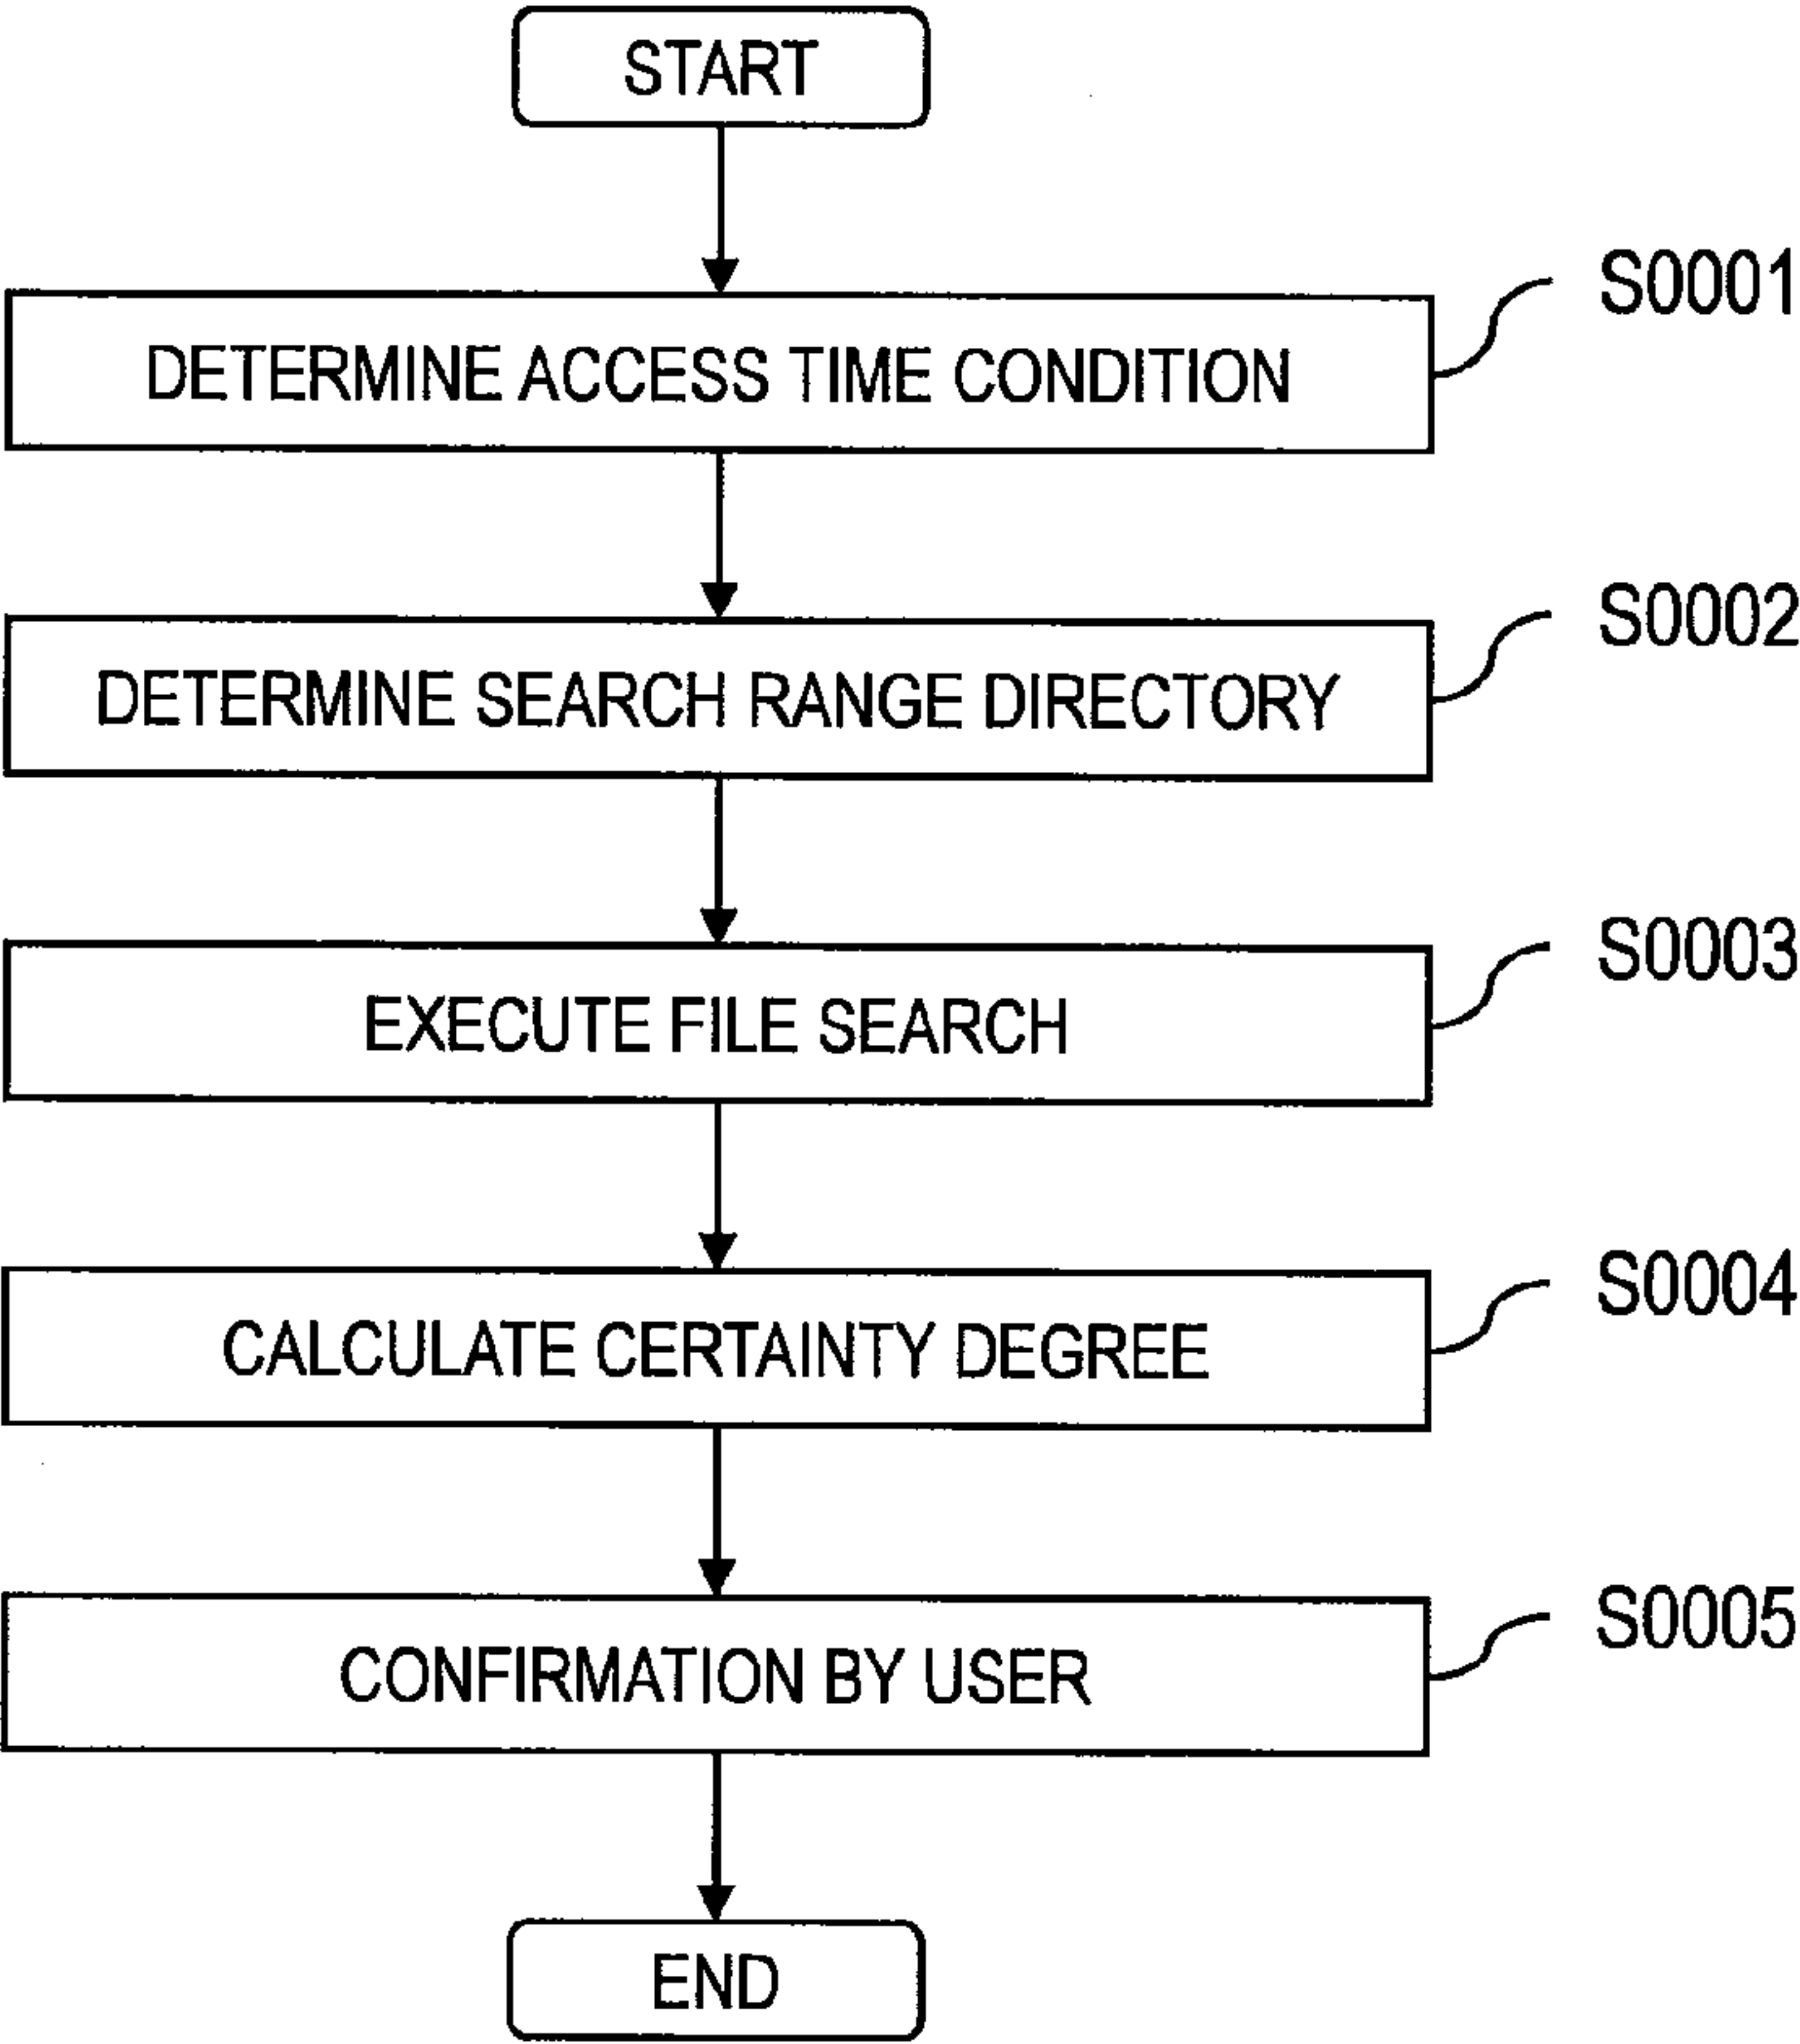 START
S0001
DETERMINE ACCESS TIME CONDITION
S0002
DETERMINE SEARCH RANGE DIRECTORY
S0003
EXECUTE FILE SEARCH
S0004
CALCULATE CERTAINTY DEGREE
S0005
CONFIRMATION BY USER
END